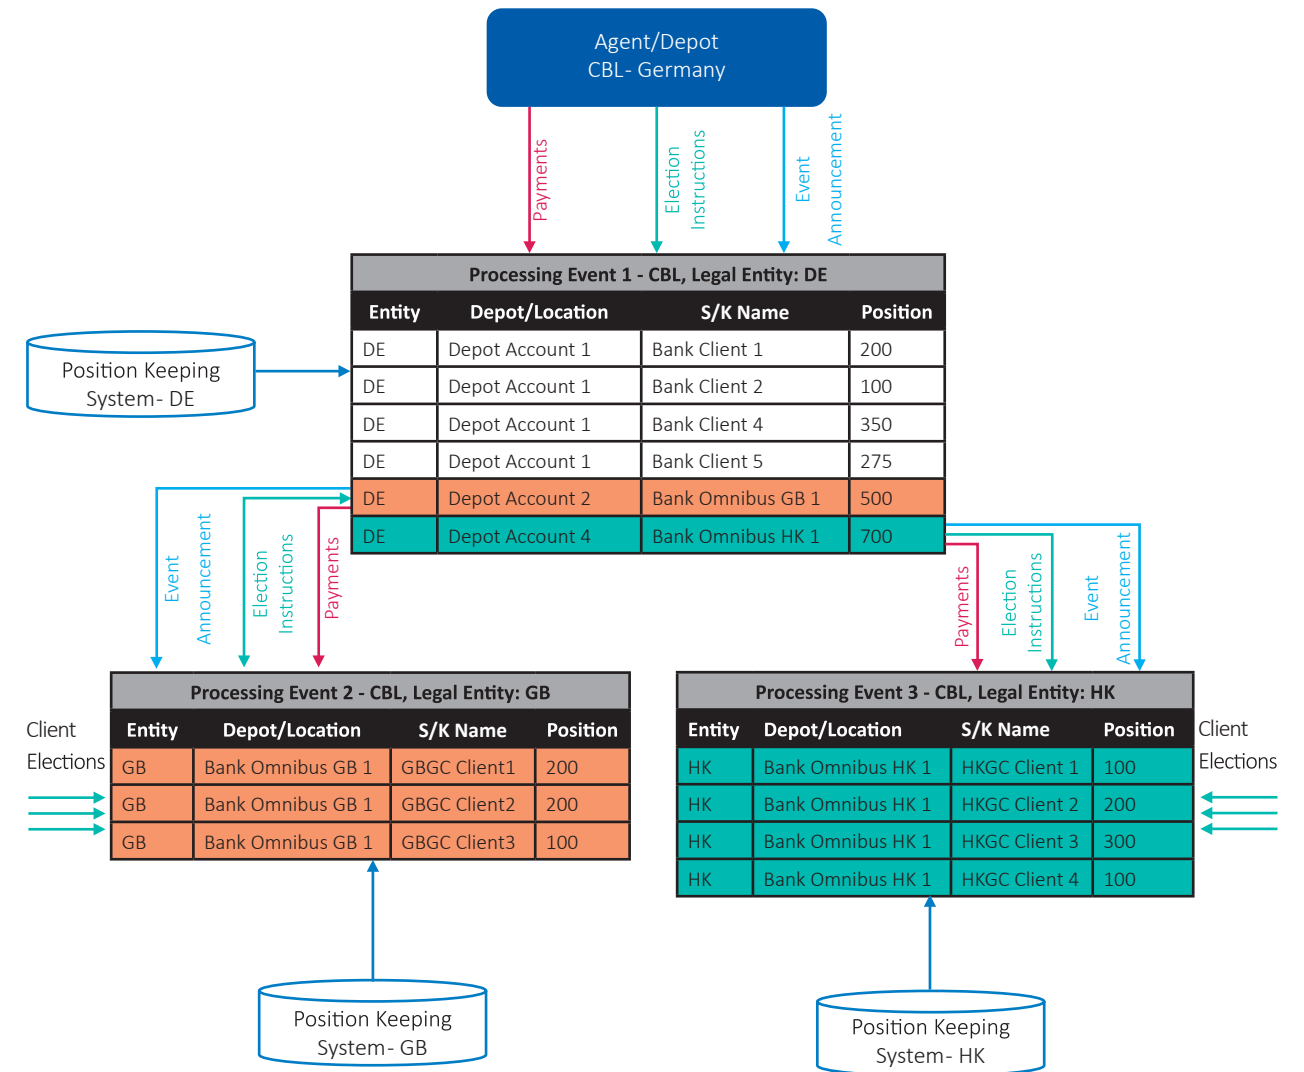 Agent/Depot
CBL- Germany
Payments
Election
Instructions
Event
Announcement
Processing Event 1 - CBL, Legal Entity: DE
Entity Depot/Location S/K Name Position
DE Depot Account 1 Bank Client 1 200
DE Depot Account 1 Bank Client 2 100
DE Depot Account 1 Bank Client 4 350
DE Depot Account 1 Bank Client 5 275
DE Depot Account 2 Bank Omnibus GB 1 500
DE Depot Account 4 Bank Omnibus HK 1 700
Position Keeping
System- DE
Event
Announcement
Election
Instructions
Payments
Payments
Election
Instructions
Event
Announcement
Processing Event 2 - CBL, Legal Entity: GB
Entity Depot/Location S/K Name Position
GB Bank Omnibus GB 1 GBGC Client1 200
GB Bank Omnibus GB 1 GBGC Client2 200
GB Bank Omnibus GB 1 GBGC Client3 100
Client
Elections
Processing Event 3 - CBL, Legal Entity: HK
Entity Depot/Location S/K Name Position
HK Bank Omnibus HK 1 HKGC Client 1 100
HK Bank Omnibus HK 1 HKGC Client 2 200
HK Bank Omnibus HK 1 HKGC Client 3 300
HK Bank Omnibus HK 1 HKGC Client 4 100
Client
Elections
Position Keeping
System- GB
Position Keeping
System- HK